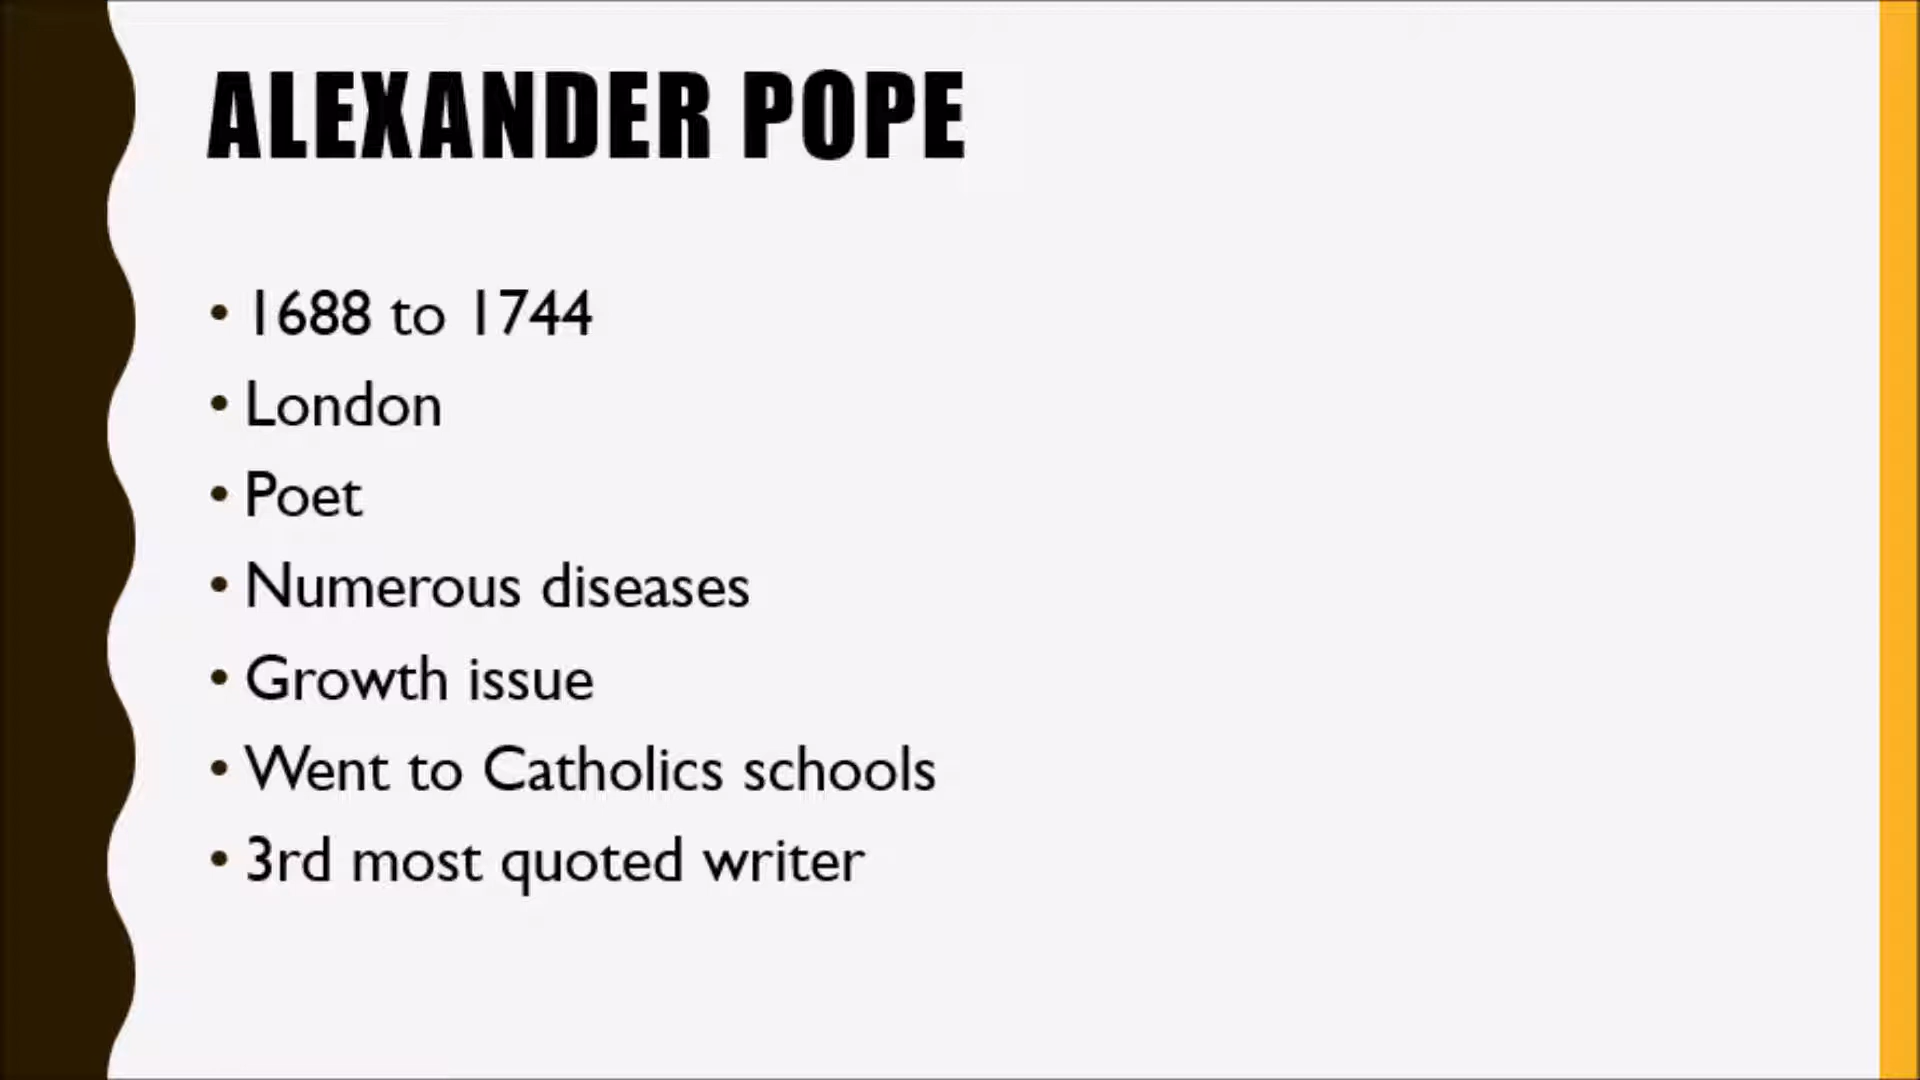 ALEXANDER POPE
• 1688 to 1744
• London
• Poet
• Numerous diseases
• Growth issue
• Went to Catholics schools
• 3rd most quoted writer